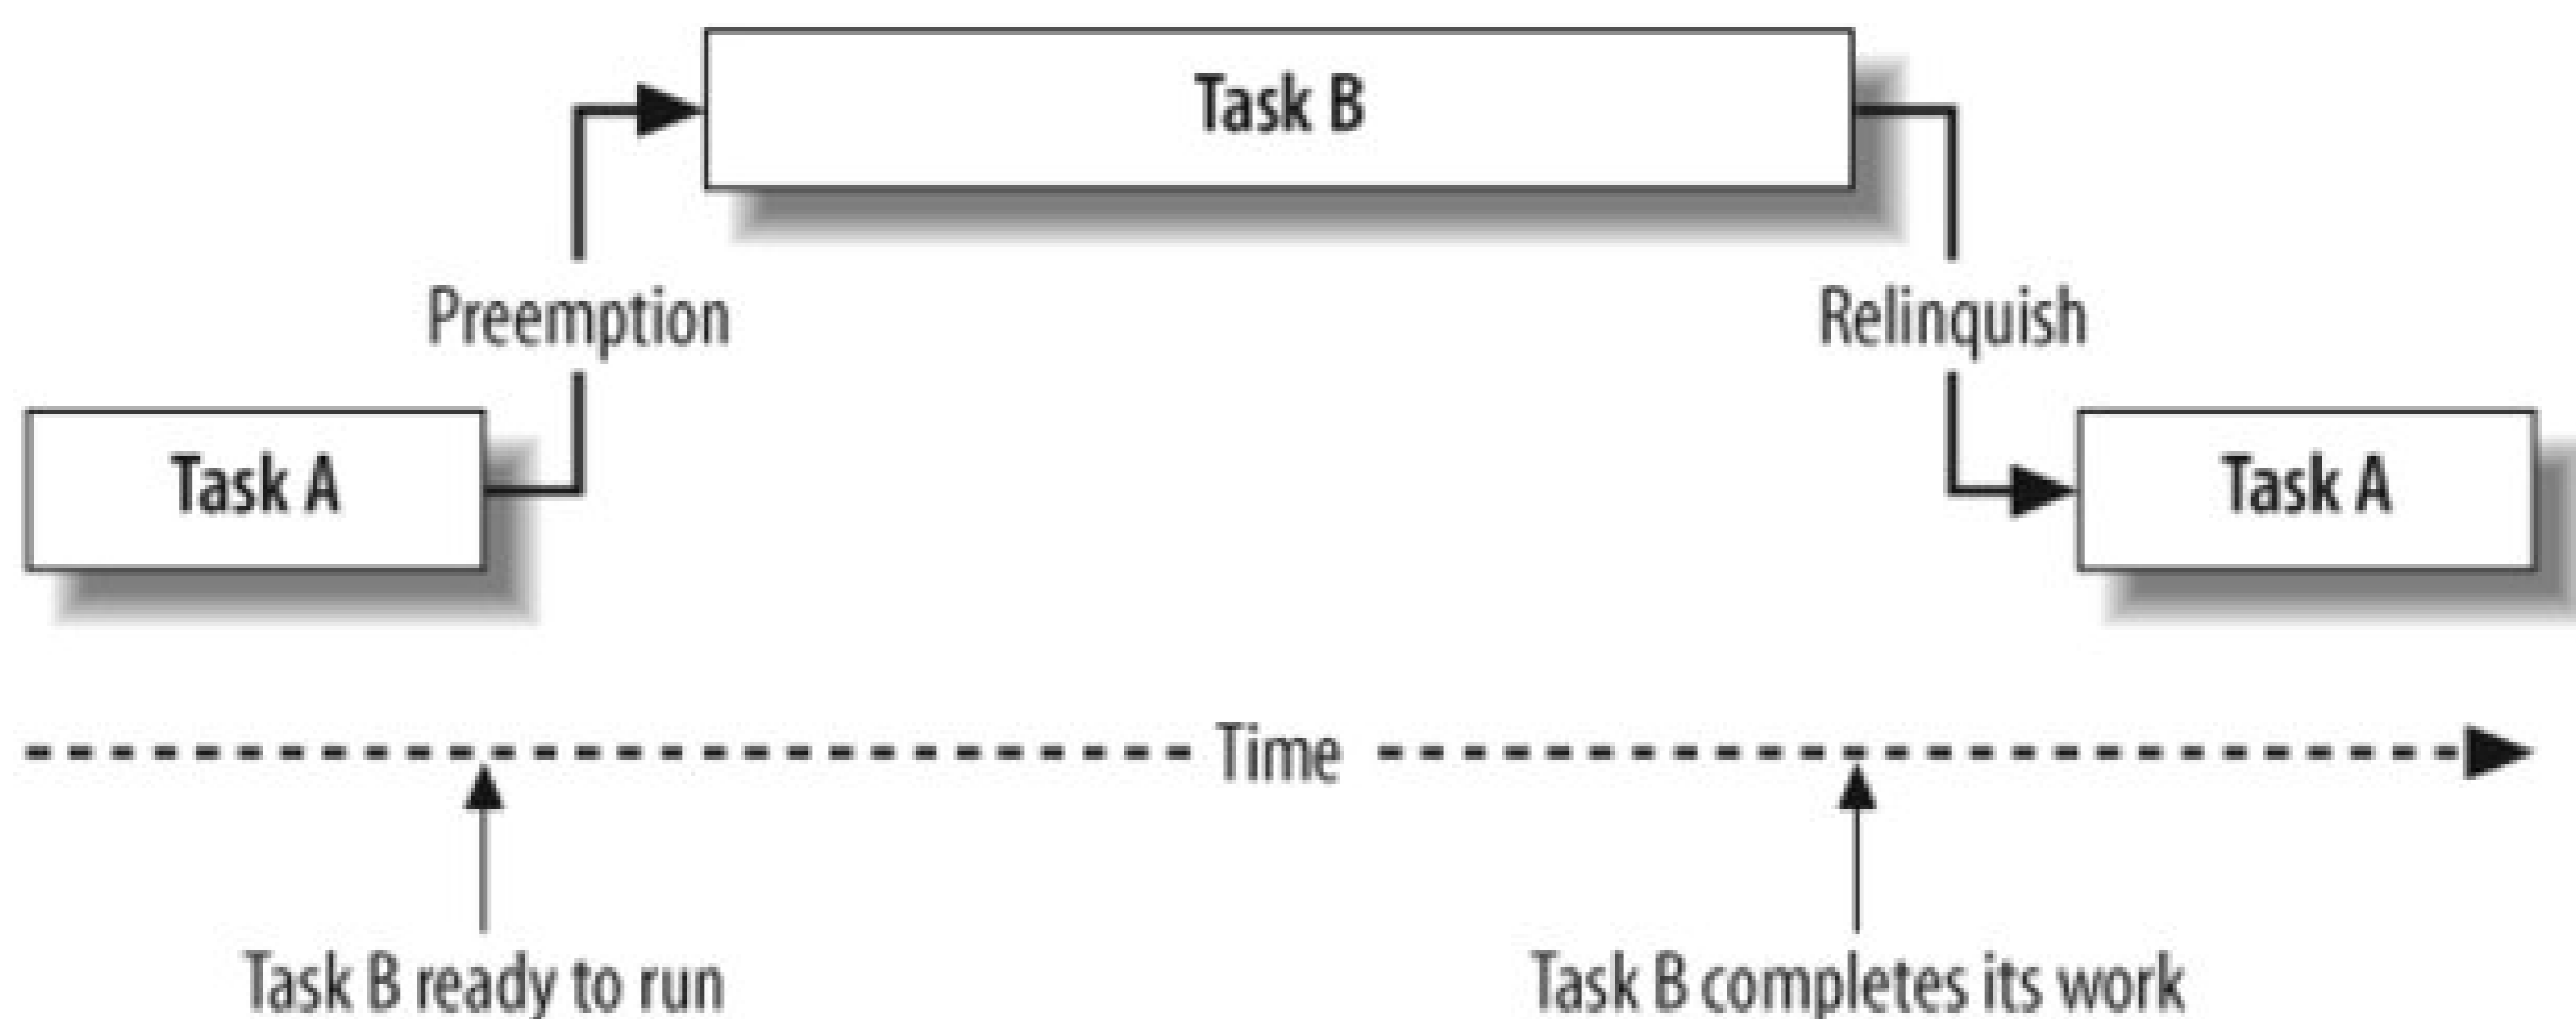 Task B
Preemption
Relinquish
Task A
Task A
Time
Task B ready to run
Task B completes its work